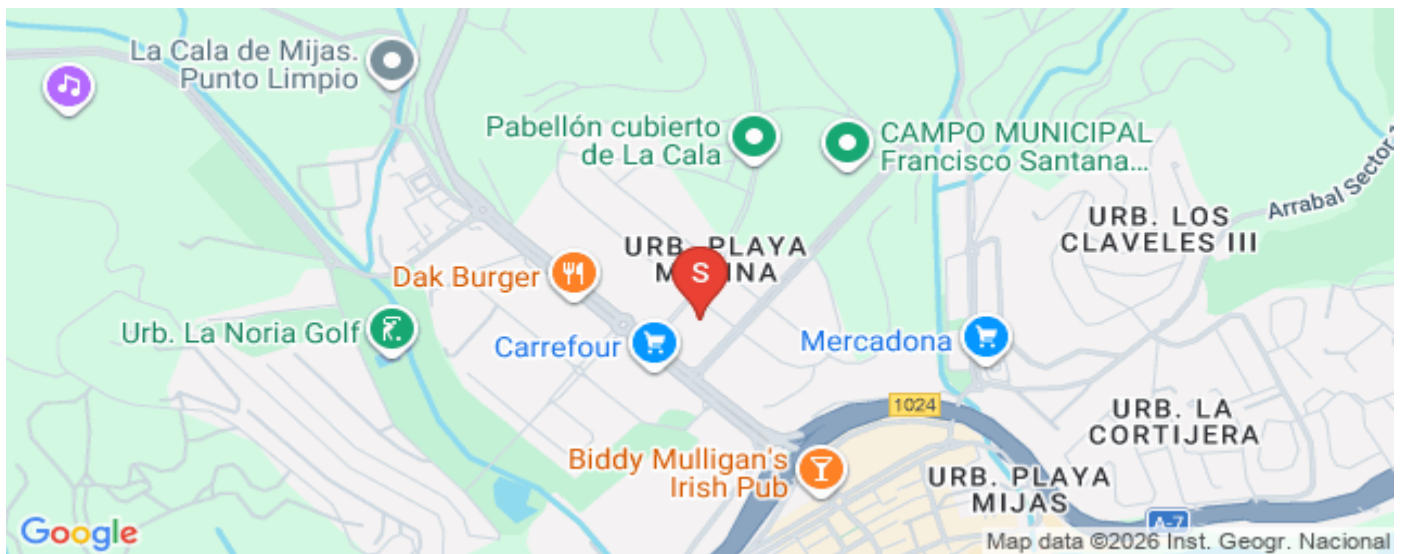 La Cala de Mijas.
Punto Limpio
Pabellón cubierto
de La Cala
CAMPO MUNICIPAL
Francisco Santana...
Arrabal Sector
URB. LOS
CLAVELES III
URB. PLAYA
S
Dak Burger
Urb. La Noria Golf
Carrefour
Mercadona
1024
URB. LA
CORTIJERA
Biddy Mulligan's
Irish Pub
URB. PLAYA
MIJAS
A-7
Google
Map data ©2026 Inst. Geogr. Nacional